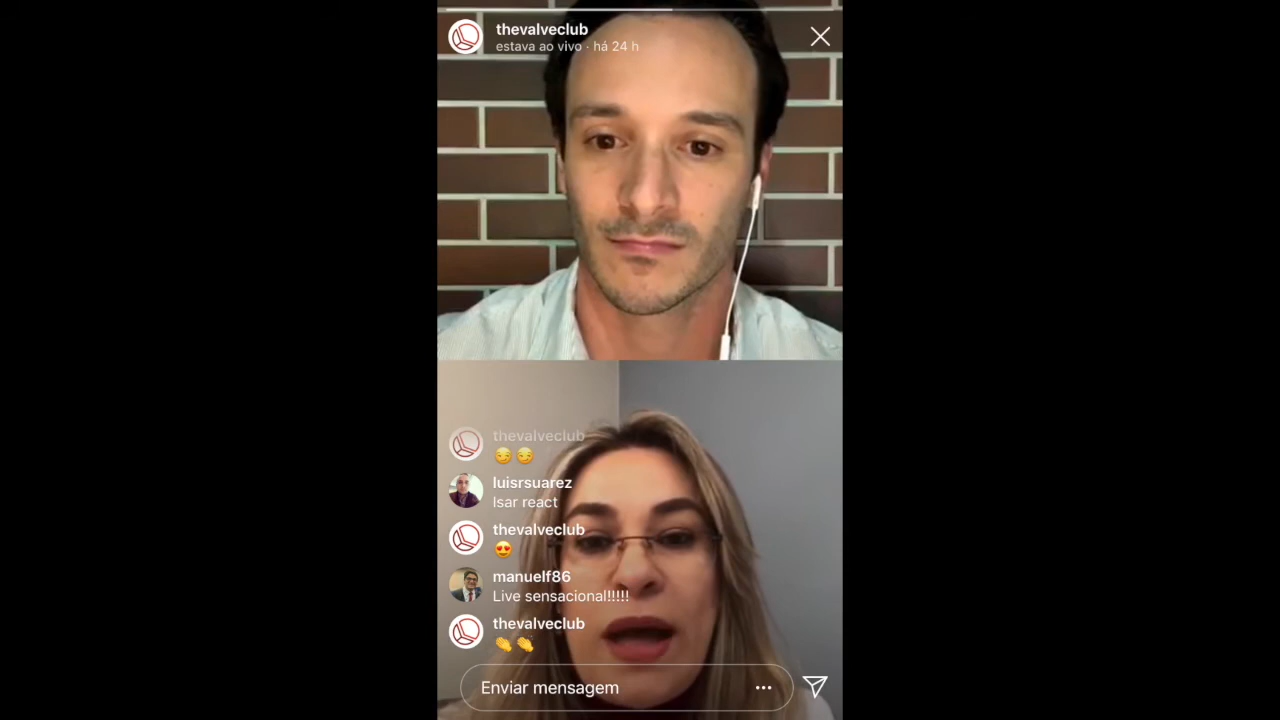 thevalveclub
estava ao vivo · há 24 h
thevalveclub
😏 😏
luisrsuarez
Isar react
thevalveclub
😍
manuelf86
Live sensacional!!!!!
thevalveclub
👏 👏
Enviar mensagem